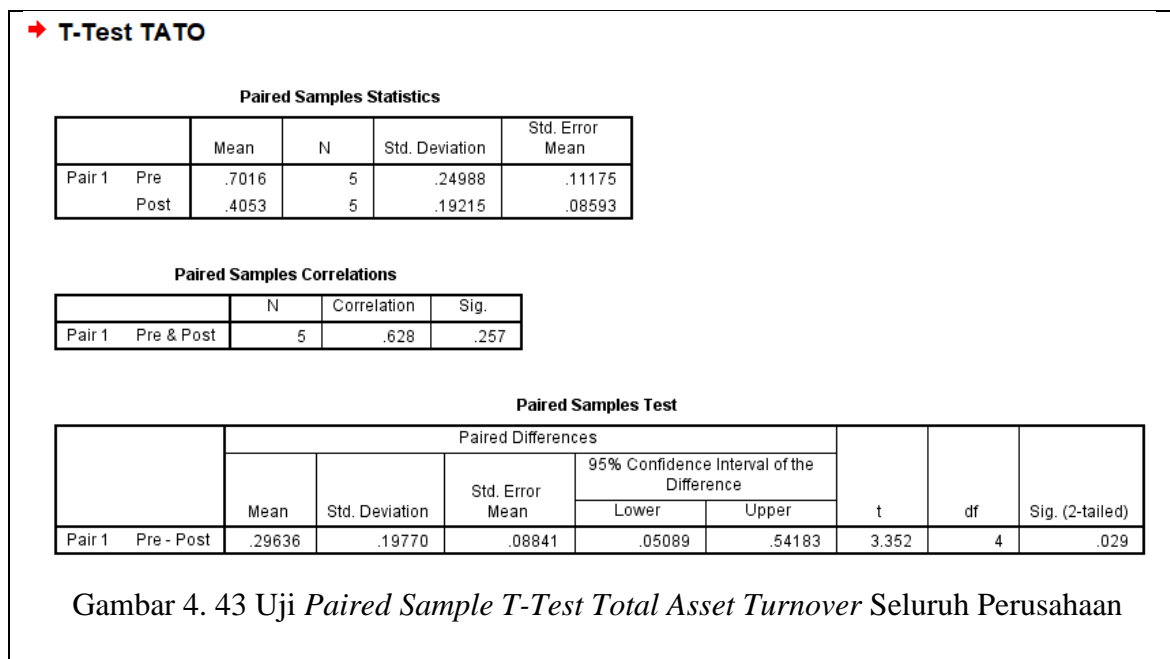 T-Test TATO
Paired Samples Statistics
Mean N Std. Deviation Std. Error Mean
Pair 1 Pre .7016 5 .24988 .11175
Post .4053 5 .19215 .08593
Paired Samples Correlations
N Correlation Sig.
Pair 1 Pre & Post 5 .628 .257
Paired Samples Test
Paired Differences
95% Confidence Interval of the Difference
Mean Std. Deviation Std. Error Mean Lower Upper t df Sig. (2-tailed)
Pair 1 Pre - Post .29636 .19770 .08841 .05089 .54183 3.352 4 .029
Gambar 4. 43 Uji Paired Sample T-Test Total Asset Turnover Seluruh Perusahaan